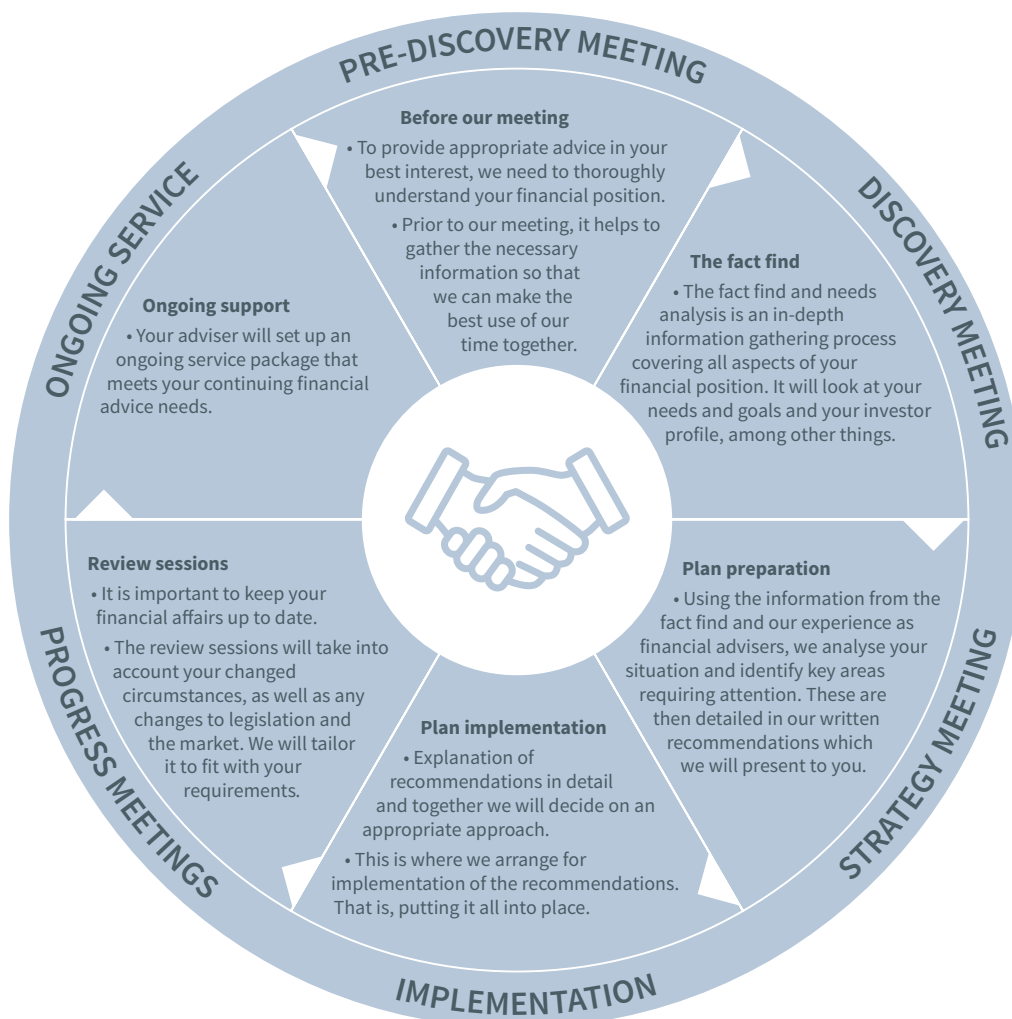 PRE-DISCOVERY MEETING
Before our meeting
• To provide appropriate advice in your
best interest, we need to thoroughly
understand your financial position.
• Prior to our meeting, it helps to
gather the necessary
information so that
we can make the
best use of our
time together.
DISCOVERY MEETING
The fact find
• The fact find and needs
analysis is an in-depth
information gathering process
covering all aspects of your
financial position. It will look at your
needs and goals and your investor
profile, among other things.
STRATEGY MEETING
Plan preparation
• Using the information from the
fact find and our experience as
financial advisers, we analyse your
situation and identify key areas
requiring attention. These are
then detailed in our written
recommendations which
we will present to you.
IMPLEMENTATION
Plan implementation
• Explanation of
recommendations in detail
and together we will decide on an
appropriate approach.
• This is where we arrange for
implementation of the recommendations.
That is, putting it all into place.
PROGRESS MEETINGS
Review sessions
• It is important to keep your
financial affairs up to date.
• The review sessions will take into
account your changed
circumstances, as well as any
changes to legislation and
the market. We will tailor
it to fit with your
requirements.
ONGOING SERVICE
Ongoing support
• Your adviser will set up an
ongoing service package that
meets your continuing financial
advice needs.